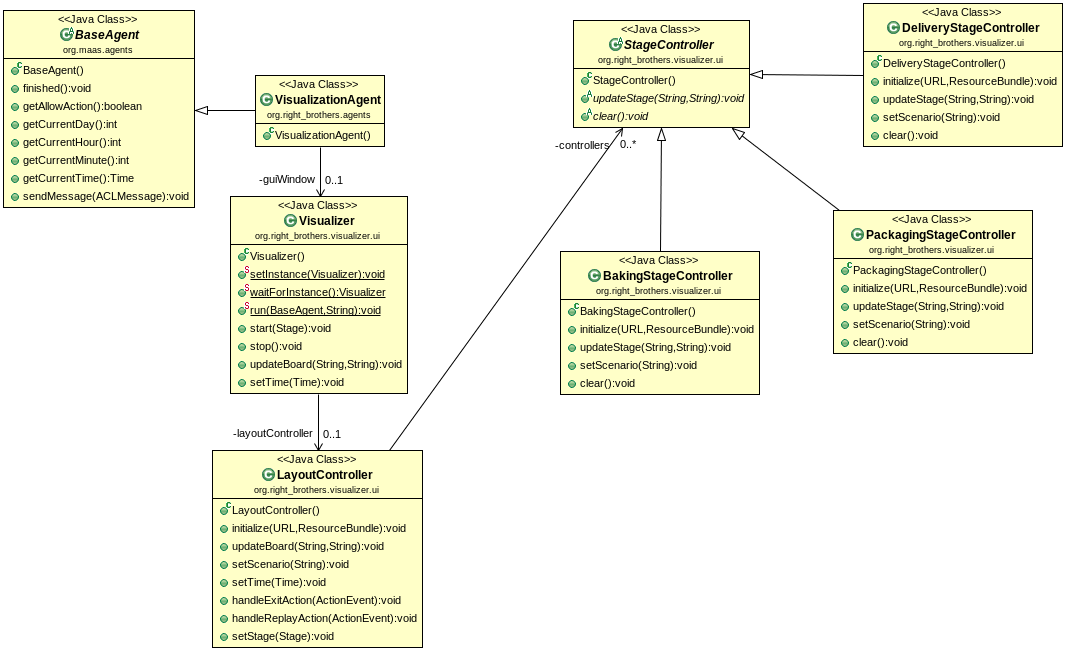 <<Java Class>>
BaseAgent
org.maas.agents
BaseAgent()
finished():void
getAllowAction():boolean
getCurrentDay():int
getCurrentHour():int
getCurrentMinute():int
getCurrentTime():Time
sendMessage(ACLMessage):void
<<Java Class>>
VisualizationAgent
org.right_brothers.agents
VisualizationAgent()
-guiWindow 0..1
<<Java Class>>
Visualizer
org.right_brothers.visualizer.ui
Visualizer()
setInstance(Visualizer):void
waitForInstance():Visualizer
run(BaseAgent,String):void
start(Stage):void
stop():void
updateBoard(String,String):void
setTime(Time):void
-layoutController 0..1
<<Java Class>>
LayoutController
org.right_brothers.visualizer.ui
LayoutController()
initialize(URL,ResourceBundle):void
updateBoard(String,String):void
setScenario(String):void
setTime(Time):void
handleExitAction(ActionEvent):void
handleReplayAction(ActionEvent):void
setStage(Stage):void
<<Java Class>>
StageController
org.right_brothers.visualizer.ui
StageController()
updateStage(String,String):void
clear():void
-controllers 0..*
<<Java Class>>
DeliveryStageController
org.right_brothers.visualizer.ui
DeliveryStageController()
initialize(URL,ResourceBundle):void
updateStage(String,String):void
setScenario(String):void
clear():void
<<Java Class>>
BakingStageController
org.right_brothers.visualizer.ui
BakingStageController()
initialize(URL,ResourceBundle):void
updateStage(String,String):void
setScenario(String):void
clear():void
<<Java Class>>
PackagingStageController
org.right_brothers.visualizer.ui
PackagingStageController()
initialize(URL,ResourceBundle):void
updateStage(String,String):void
setScenario(String):void
clear():void